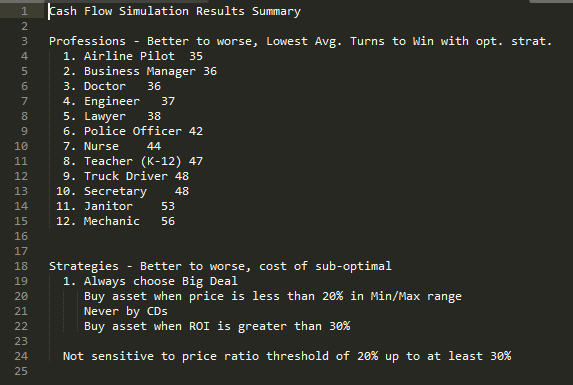 1 Cash Flow Simulation Results Summary
2
3 Professions - Better to worse, Lowest Avg. Turns to Win with opt. strat.
4 1. Airline Pilot 35
5 2. Business Manager 36
6 3. Doctor 36
7 4. Engineer 37
8 5. Lawyer 38
9 6. Police Officer 42
10 7. Nurse 44
11 8. Teacher (K-12) 47
12 9. Truck Driver 48
13 10. Secretary 48
14 11. Janitor 53
15 12. Mechanic 56
16
17
18 Strategies - Better to worse, cost of sub-optimal
19 1. Always choose Big Deal
20 Buy asset when price is less than 20% in Min/Max range
21 Never by CDs
22 Buy asset when ROI is greater than 30%
23
24 Not sensitive to price ratio threshold of 20% up to at least 30%
25